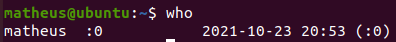 matheus@ubuntu:~$ who
matheus  :0           2021-10-23 20:53 (:0)